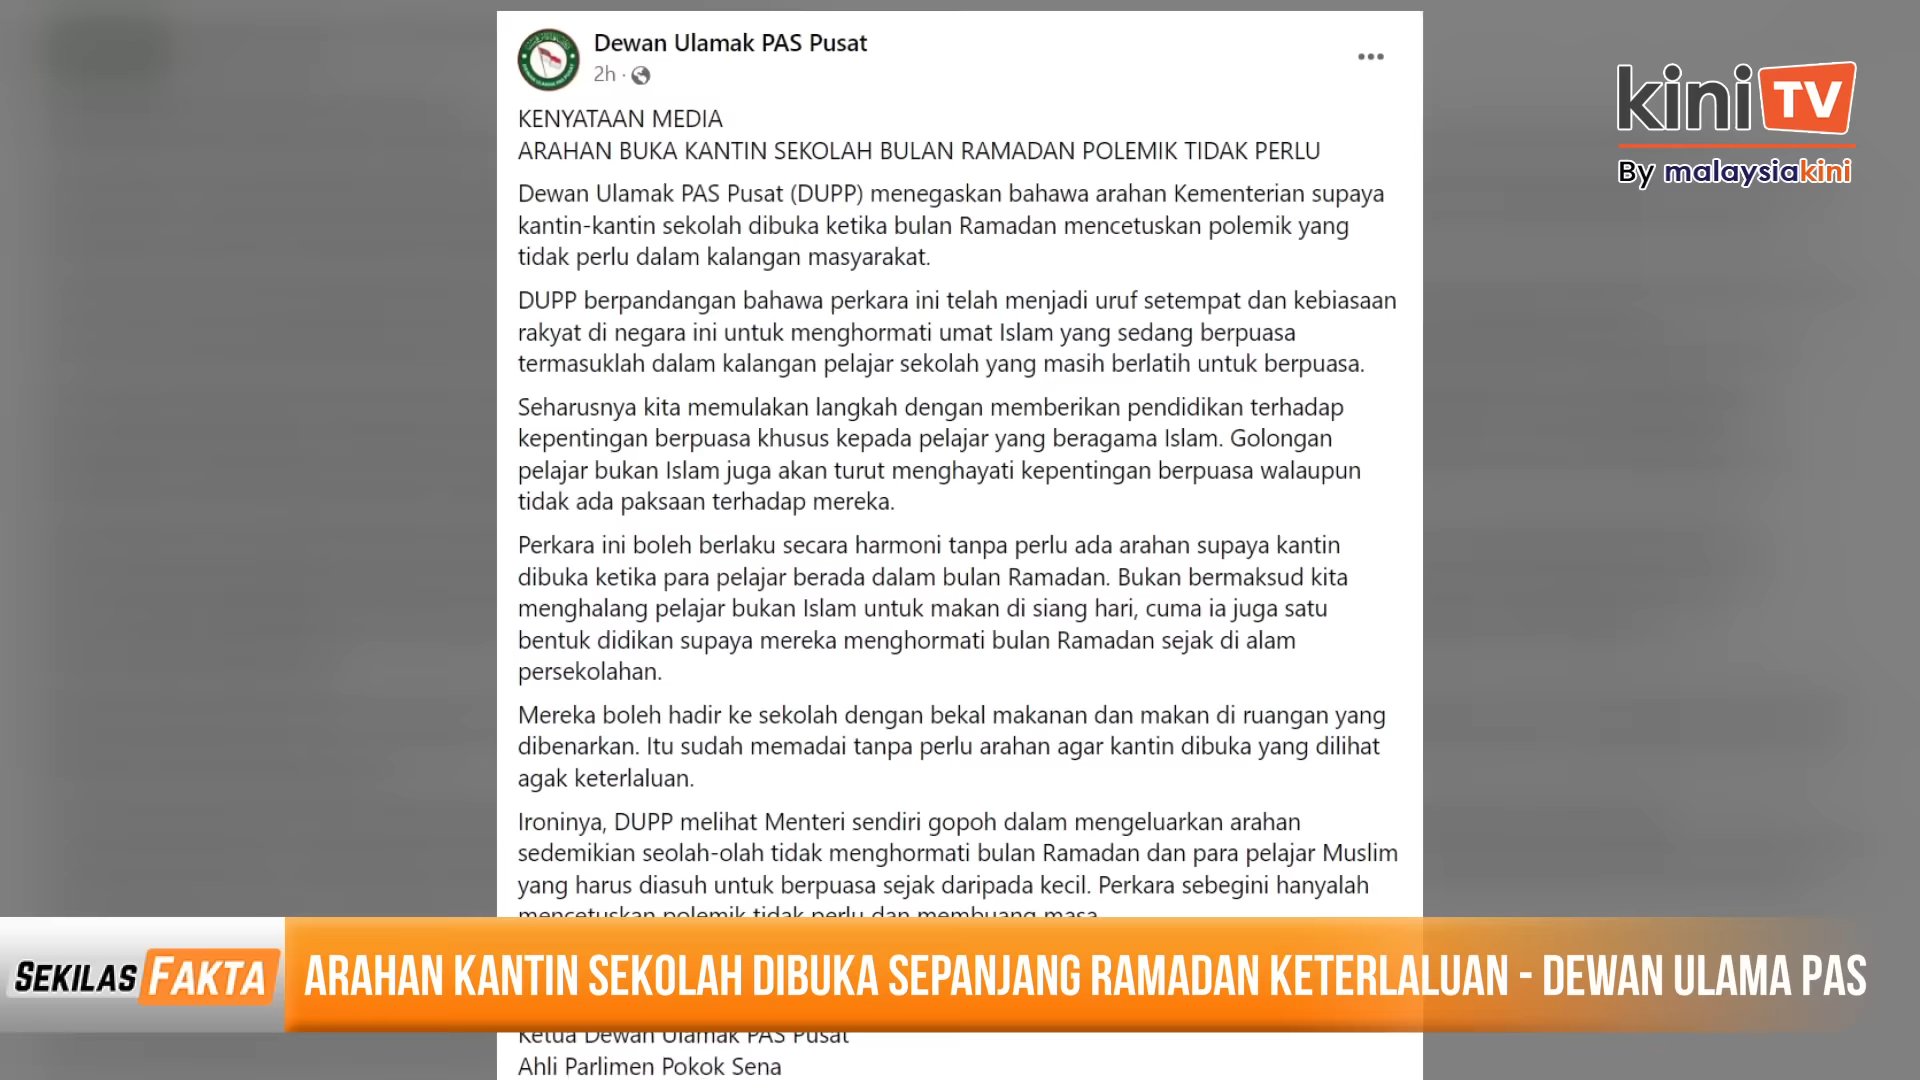 Dewan Ulamak PAS Pusat
2h ·
KENYATAAN MEDIA
ARAHAN BUKA KANTIN SEKOLAH BULAN RAMADAN POLEMIK TIDAK PERLU
Dewan Ulamak PAS Pusat (DUPP) menegaskan bahawa arahan Kementerian supaya
kantin-kantin sekolah dibuka ketika bulan Ramadan mencetuskan polemik yang
tidak perlu dalam kalangan masyarakat.
DUPP berpandangan bahawa perkara ini telah menjadi uruf setempat dan kebiasaan
rakyat di negara ini untuk menghormati umat Islam yang sedang berpuasa
termasuklah dalam kalangan pelajar sekolah yang masih berlatih untuk berpuasa.
Seharusnya kita memulakan langkah dengan memberikan pendidikan terhadap
kepentingan berpuasa khusus kepada pelajar yang beragama Islam. Golongan
pelajar bukan Islam juga akan turut menghayati kepentingan berpuasa walaupun
tidak ada paksaan terhadap mereka.
Perkara ini boleh berlaku secara harmoni tanpa perlu ada arahan supaya kantin
dibuka ketika para pelajar berada dalam bulan Ramadan. Bukan bermaksud kita
menghalang pelajar bukan Islam untuk makan di siang hari, cuma ia juga satu
bentuk didikan supaya mereka menghormati bulan Ramadan sejak di alam
persekolahan.
Mereka boleh hadir ke sekolah dengan bekal makanan dan makan di ruangan yang
dibenarkan. Itu sudah memadai tanpa perlu arahan agar kantin dibuka yang dilihat
agak keterlaluan.
Ironinya, DUPP melihat Menteri sendiri gopoh dalam mengeluarkan arahan
sedemikian seolah-olah tidak menghormati bulan Ramadan dan para pelajar Muslim
yang harus diasuh untuk berpuasa sejak daripada kecil. Perkara sebegini hanyalah
mencetuskan polemik tidak perlu dan membuang masa.
Ketua Dewan Ulamak PAS Pusat
Ahli Parlimen Pokok Sena
kiniTV
By malaysiakini
SEKILAS FAKTA
ARAHAN KANTIN SEKOLAH DIBUKA SEPANJANG RAMADAN KETERLALUAN - DEWAN ULAMA PAS